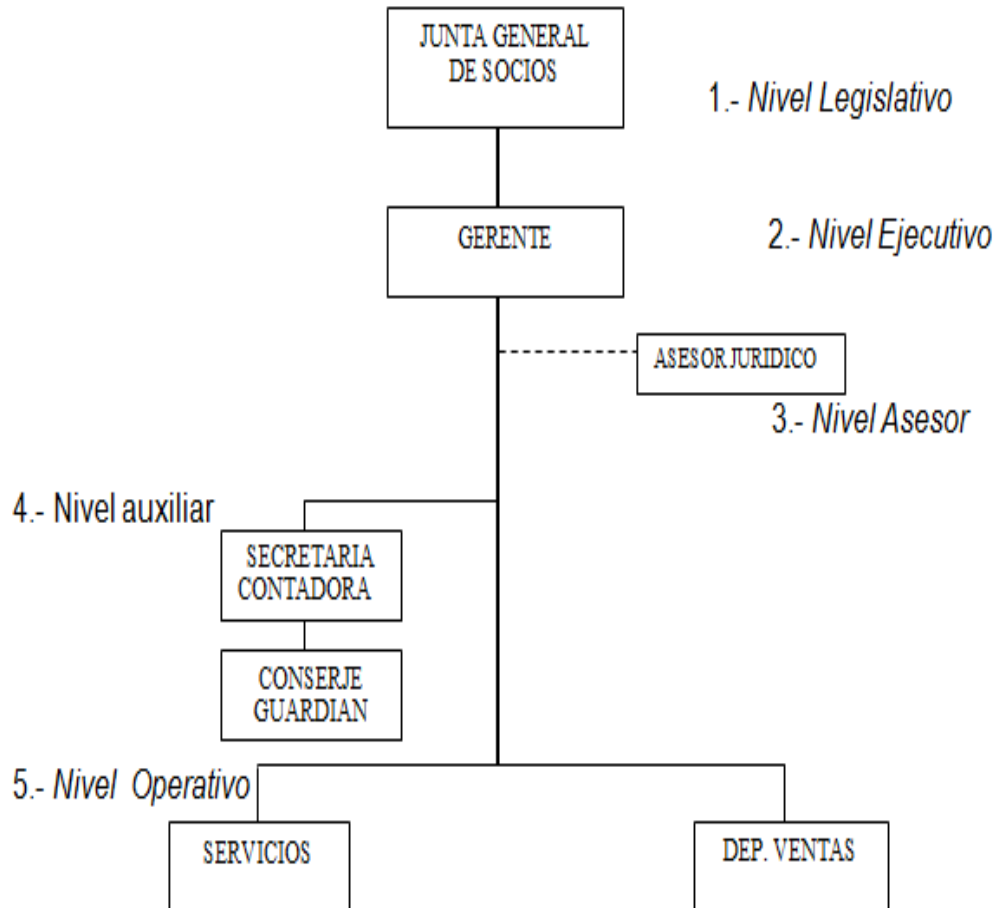 JUNTA GENERAL
DE SOCIOS
1.- Nivel Legislativo
GERENTE
2.- Nivel Ejecutivo
ASESOR JURIDICO
3.- Nivel Asesor
4.- Nivel auxiliar
SECRETARIA
CONTADORA
CONSERJE
GUARDIAN
5.- Nivel Operativo
SERVICIOS
DEP. VENTAS